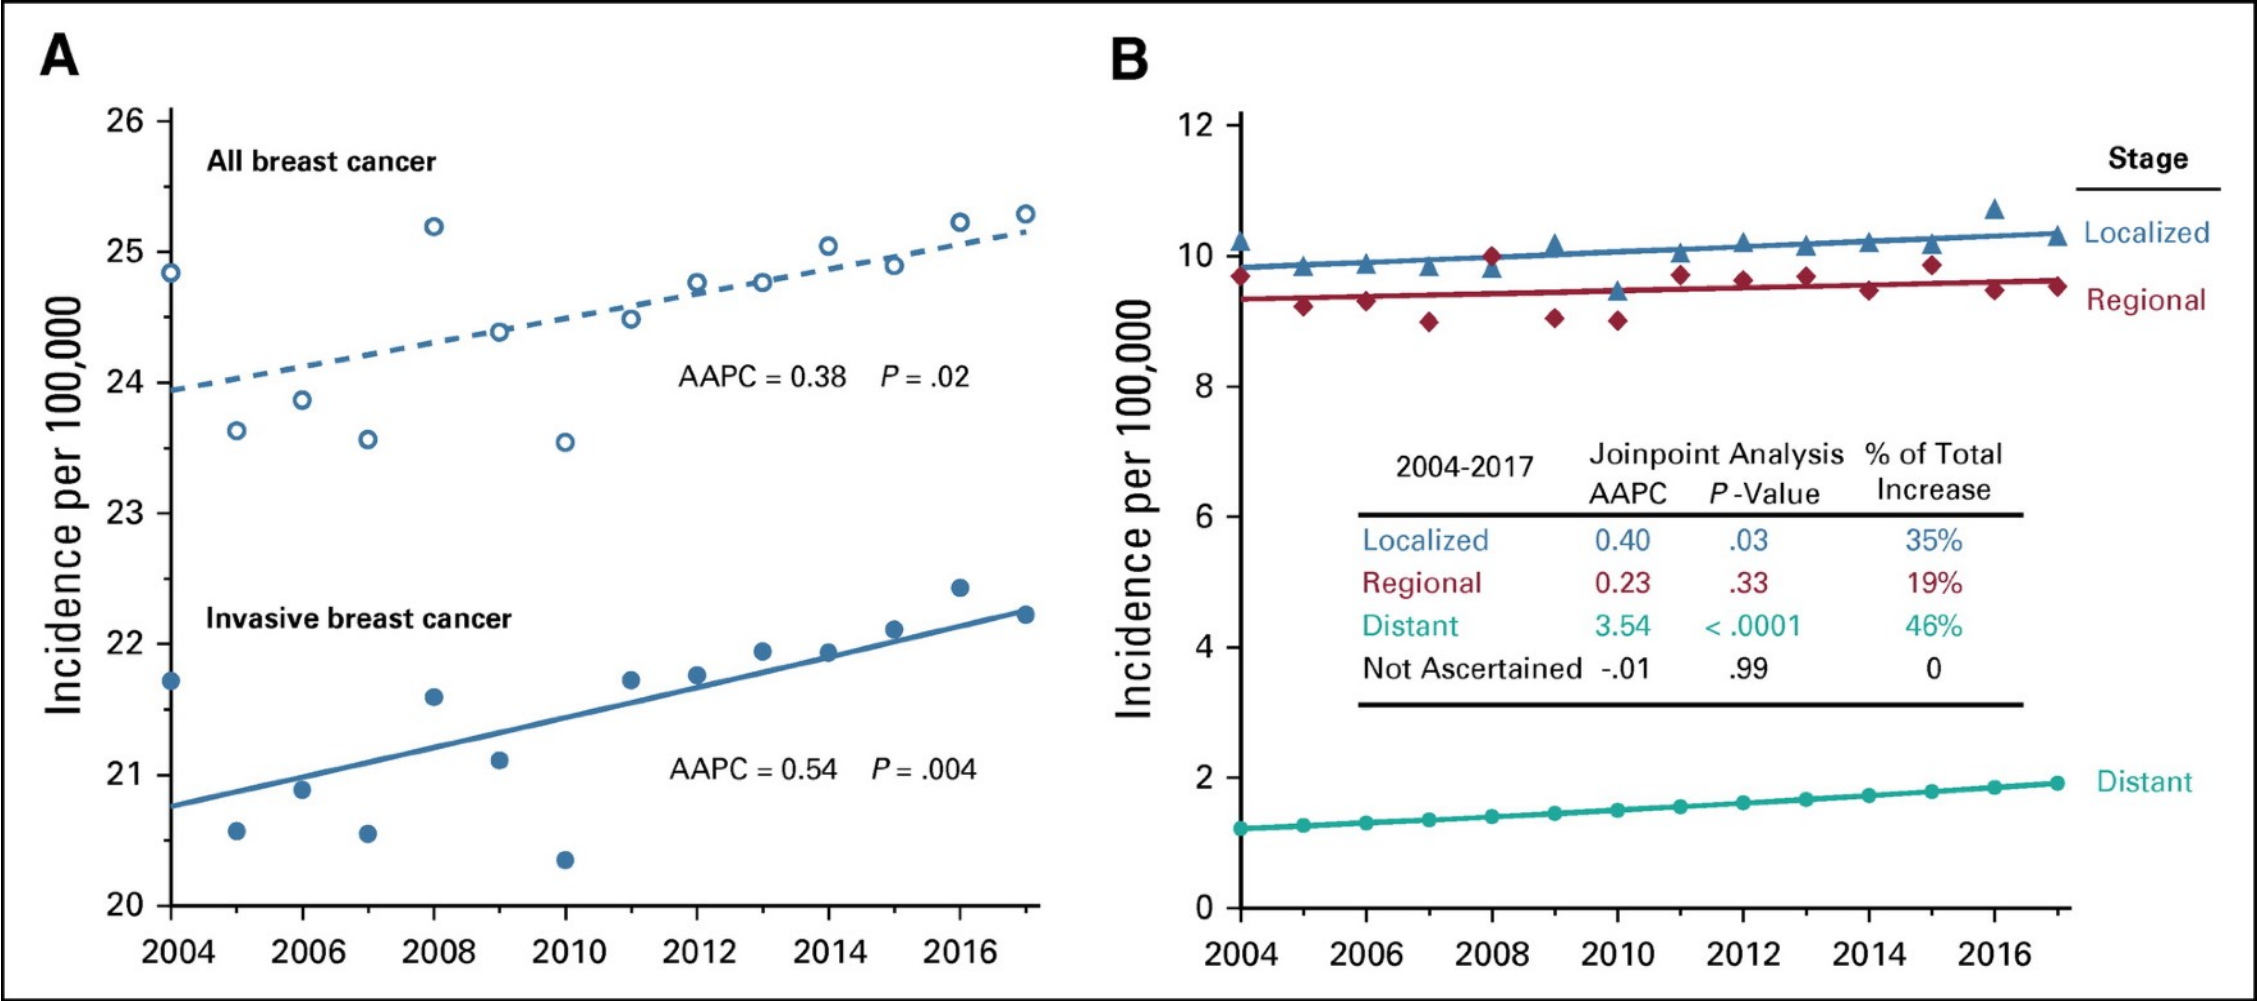 A
26
25
24
23
22
21
20
Incidence per 100,000
All breast cancer
AAPC = 0.38 P = .02
Invasive breast cancer
AAPC = 0.54 P = .004
2004 2006 2008 2010 2012 2014 2016
B
12
10
8
6
4
2
0
Incidence per 100,000
Stage
Localized
Regional
Distant
2004-2017 Joinpoint Analysis % of Total
AAPC P -Value Increase
Localized 0.40 .03 35%
Regional 0.23 .33 19%
Distant 3.54 < .0001 46%
Not Ascertained -.01 .99 0
2004 2006 2008 2010 2012 2014 2016